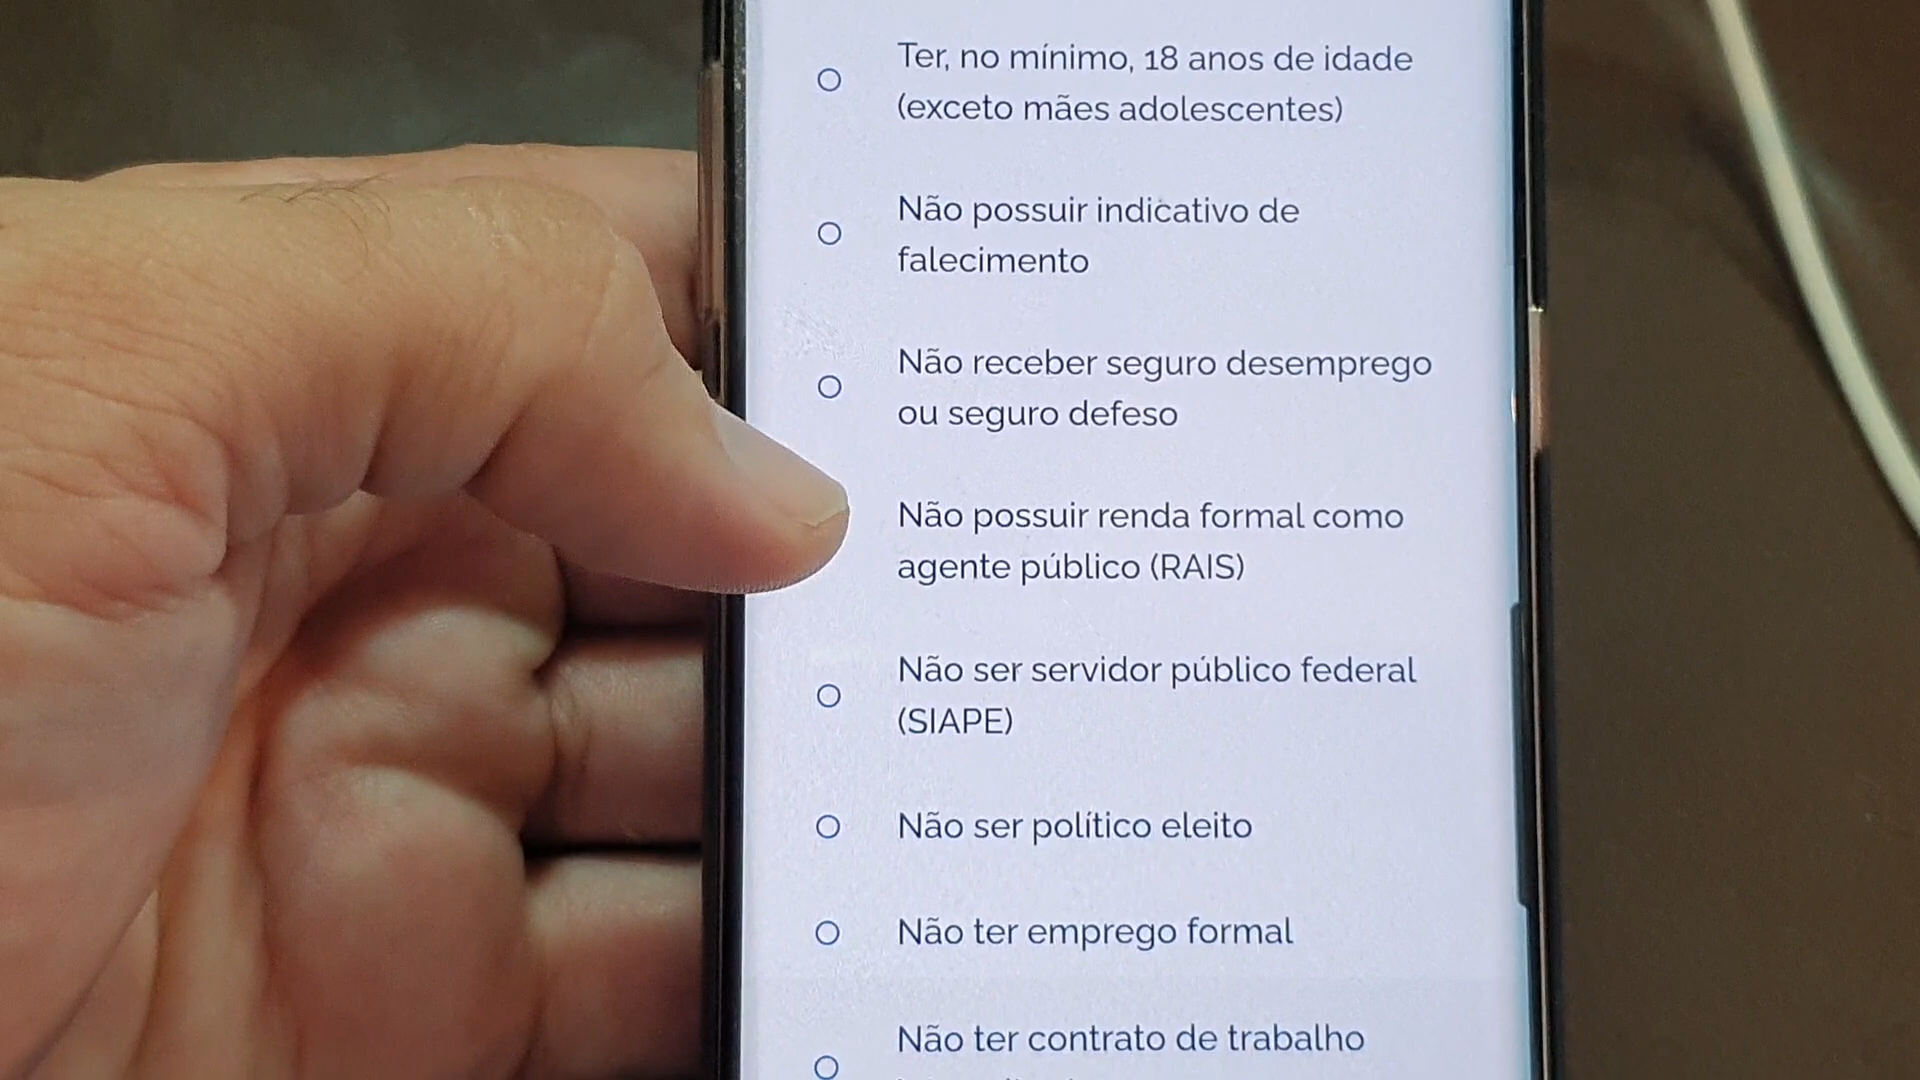 Ter, no mínimo, 18 anos de idade
(exceto mães adolescentes)
Não possuir indicativo de
falecimento
Não receber seguro desemprego
ou seguro defeso
Não possuir renda formal como
agente público (RAIS)
Não ser servidor público federal
(SIAPE)
Não ser político eleito
Não ter emprego formal
Não ter contrato de trabalho